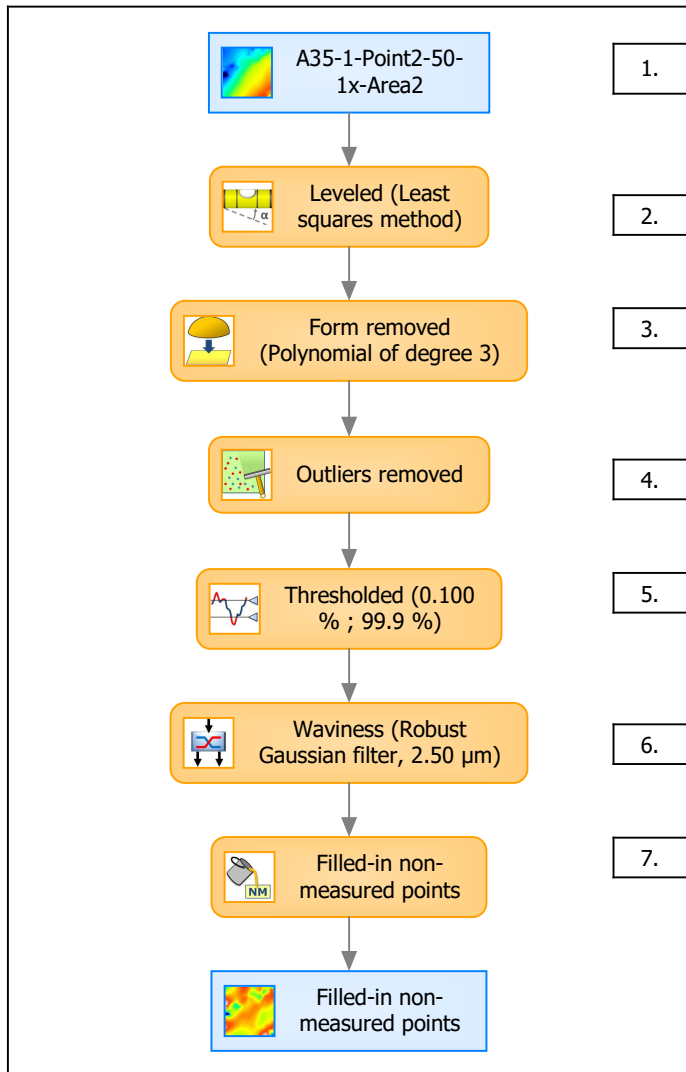 A35-1-Point2-50-
1x-Area2
1.
Leveled (Least
squares method)
α
2.
Form removed
(Polynomial of degree 3)
3.
Outliers removed
4.
Thresholded (0.100
% ; 99.9 %)
5.
Waviness (Robust
Gaussian filter, 2.50 µm)
6.
Filled-in non-
measured points
NM
7.
Filled-in non-
measured points